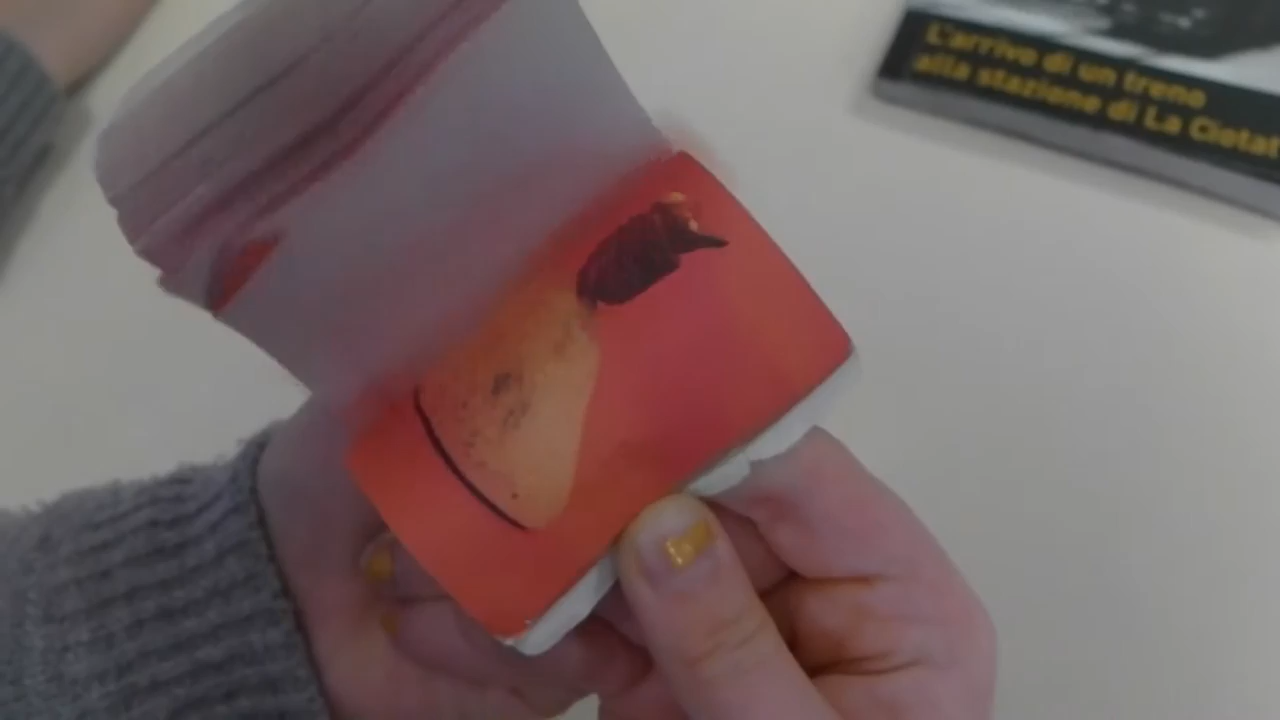 L'arrivo di un treno
alla stazione di La Ciotat